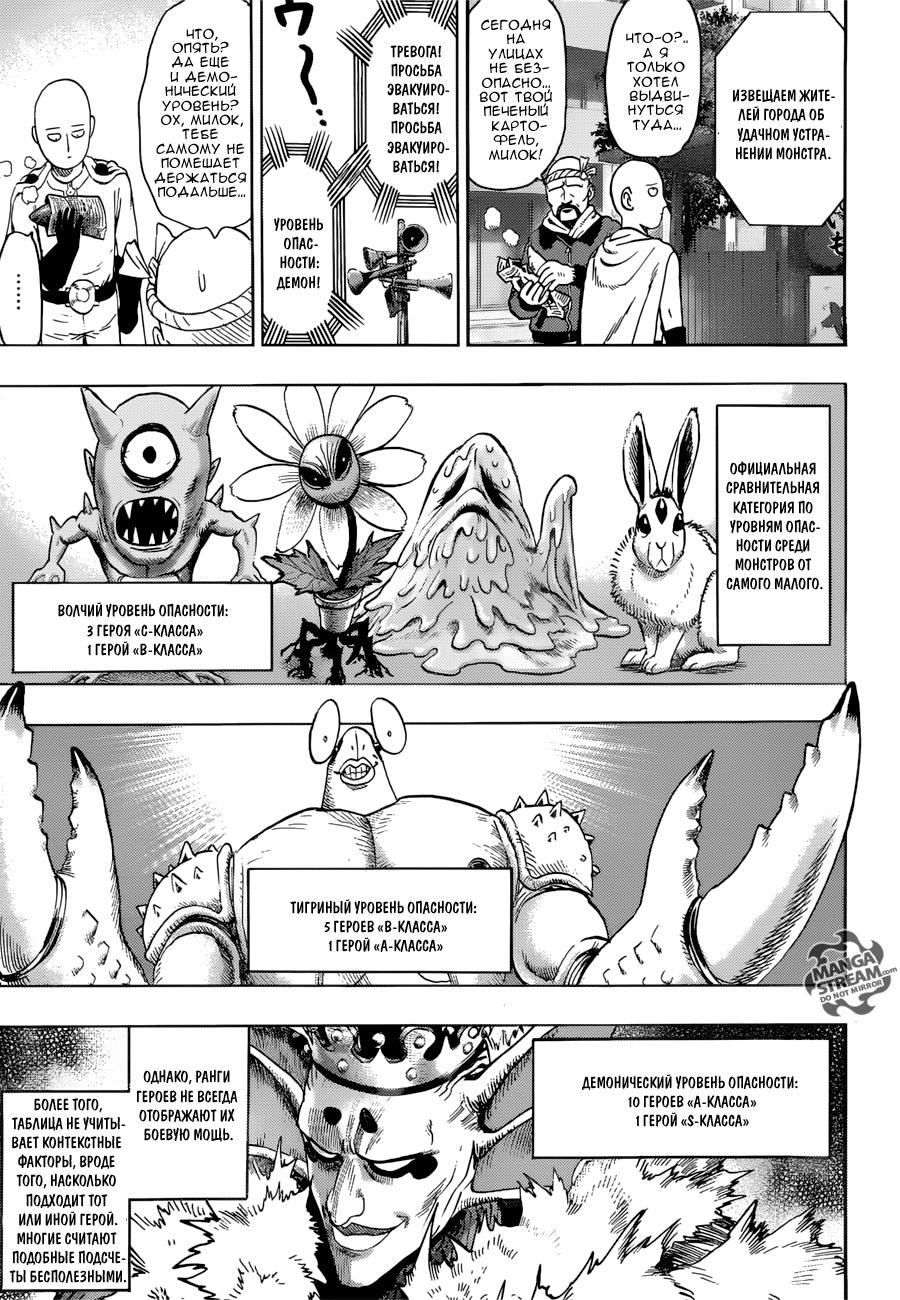 ИЗВЕЩАЕМ ЖИТЕ-
ЛЕЙ ГОРОДА ОБ
УДАЧНОМ УСТРА-
НЕНИИ МОНСТРА.
ЧТО-О?..
А Я
ТОЛЬКО
ХОТЕЛ
ВЫДВИ-
НУТЬСЯ
ТУДА...
СЕГОДНЯ
НА
УЛИЦАХ
НЕ БЕЗ-
ОПАСНО...
ВОТ ТВОЙ
ПЕЧЕНЫЙ
КАРТО-
ФЕЛЬ,
МИЛОК!
ТРЕВОГА!
ПРОСЬБА
ЭВАКУИРО-
ВАТЬСЯ!
ПРОСЬБА
ЭВАКУИРО-
ВАТЬСЯ!
УРОВЕНЬ
ОПАС-
НОСТИ:
ДЕМОН!
ウ〜〜
ЧТО,
ОПЯТЬ?
ДА ЕЩЕ
И ДЕМО-
НИЧЕСКИЙ
УРОВЕНЬ?
ОХ, МИЛОК,
ТЕБЕ
САМОМУ НЕ
ПОМЕШАЕТ
ДЕРЖАТЬСЯ
ПОДАЛЬШЕ...
........
ОФИЦИАЛЬНАЯ
СРАВНИТЕЛЬНАЯ
КАТЕГОРИЯ ПО
УРОВНЯМ ОПАС-
НОСТИ СРЕДИ
МОНСТРОВ ОТ
САМОГО МАЛОГО.
ВОЛЧИЙ УРОВЕНЬ ОПАСНОСТИ:
3 ГЕРОЯ «C-КЛАССА»
1 ГЕРОЙ «B-КЛАССА»
ТИГРИНЫЙ УРОВЕНЬ ОПАСНОСТИ:
5 ГЕРОЕВ «B-КЛАССА»
1 ГЕРОЙ «A-КЛАССА»
MANGA
STREAM.com
DO NOT MIRROR
ДЕМОНИЧЕСКИЙ УРОВЕНЬ ОПАСНОСТИ:
10 ГЕРОЕВ «A-КЛАССА»
1 ГЕРОЙ «S-КЛАССА»
ОДНАКО, РАНГИ
ГЕРОЕВ НЕ ВСЕГДА
ОТОБРАЖАЮТ ИХ
БОЕВУЮ МОЩЬ.
БОЛЕЕ ТОГО,
ТАБЛИЦА НЕ УЧИТЫ-
ВАЕТ КОНТЕКСТНЫЕ
ФАКТОРЫ, ВРОДЕ
ТОГО, НАСКОЛЬКО
ПОДХОДИТ ТОТ
ИЛИ ИНОЙ ГЕРОЙ.
МНОГИЕ СЧИТАЮТ
ПОДОБНЫЕ ПОДСЧЕ-
ТЫ БЕСПОЛЕЗНЫМИ.